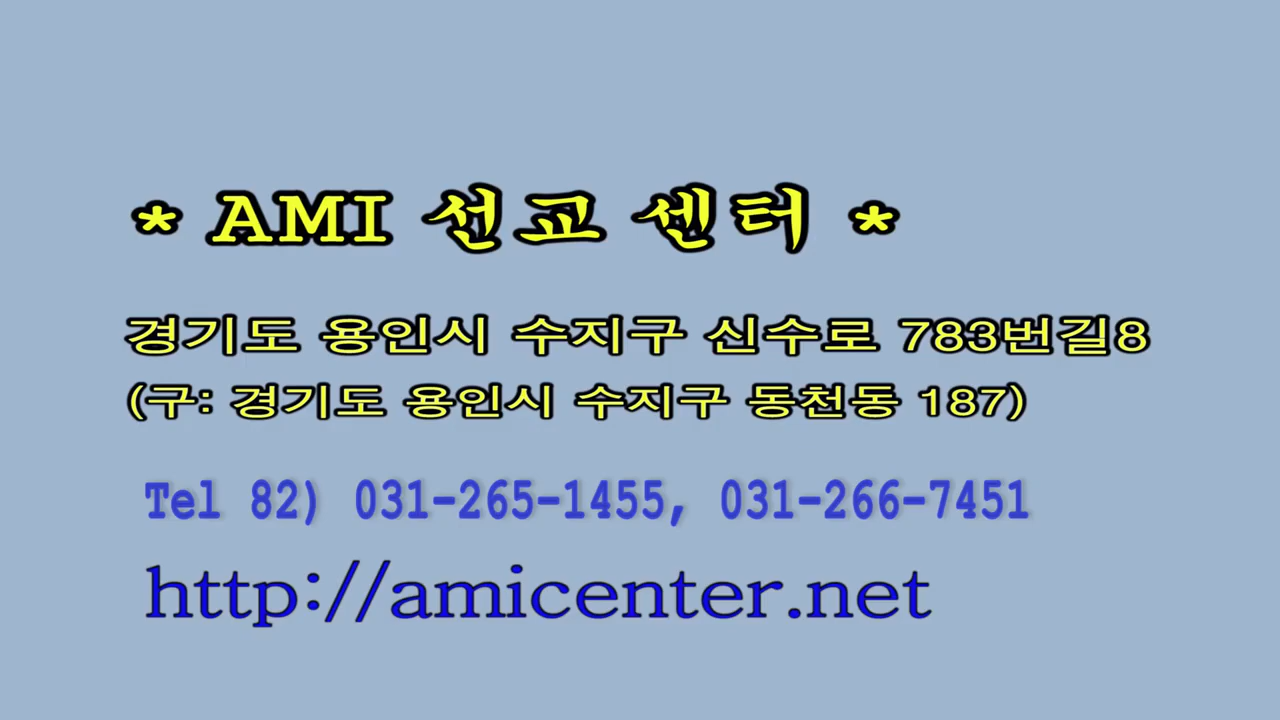 * AMI 선교 센터 *
경기도 용인시 수지구 신수로 783번길8
(구: 경기도 용인시 수지구 동천동 187)
Tel 82) 031-265-1455, 031-266-7451
http://amicenter.net